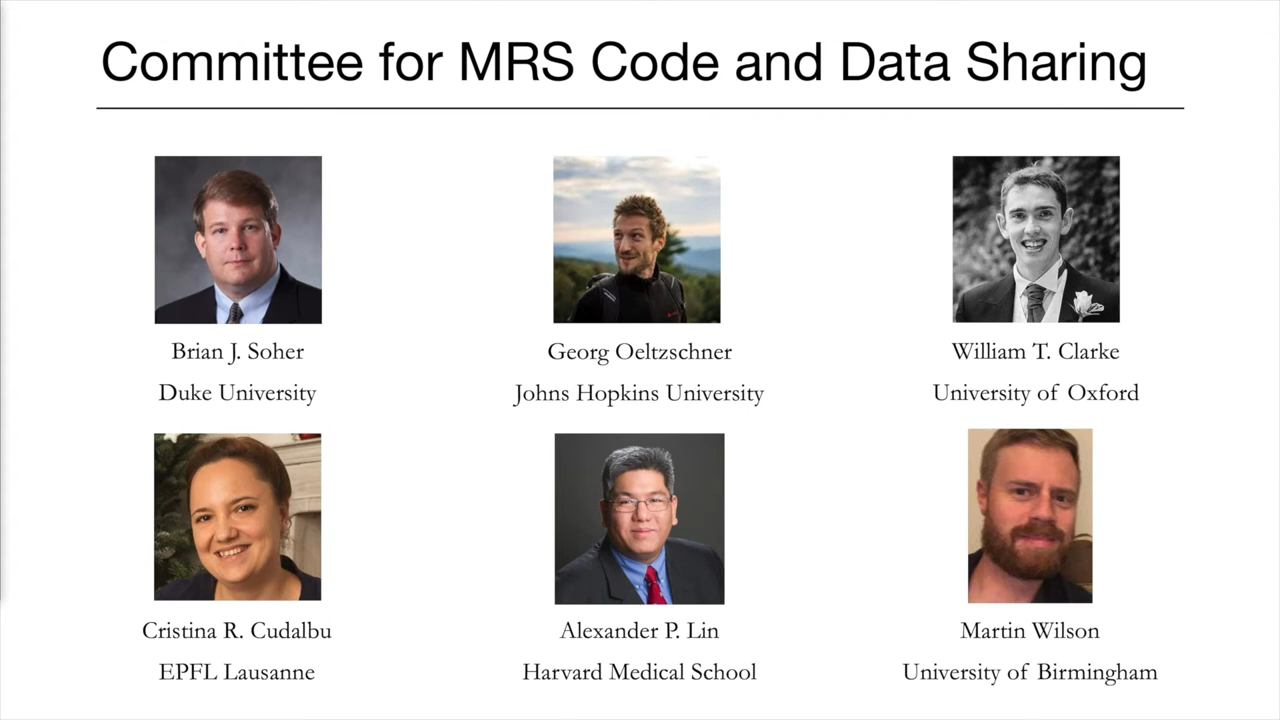 Committee for MRS Code and Data Sharing
Brian J. Soher
Duke University
Georg Oeltzschner
Johns Hopkins University
William T. Clarke
University of Oxford
Cristina R. Cudalbu
EPFL Lausanne
Alexander P. Lin
Harvard Medical School
Martin Wilson
University of Birmingham